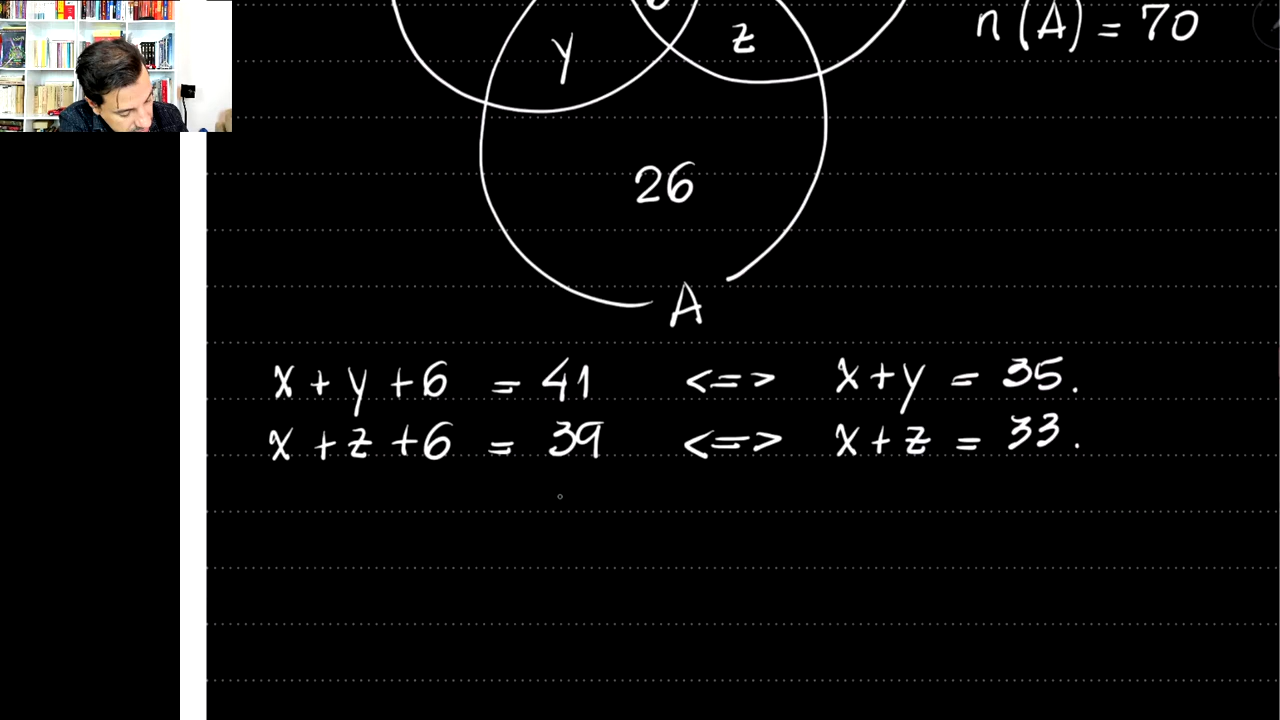 n(A) = 70
y
z
26
A
x + y + 6 = 41 <=> x + y = 35.
x + z + 6 = 39 <=> x + z = 33.